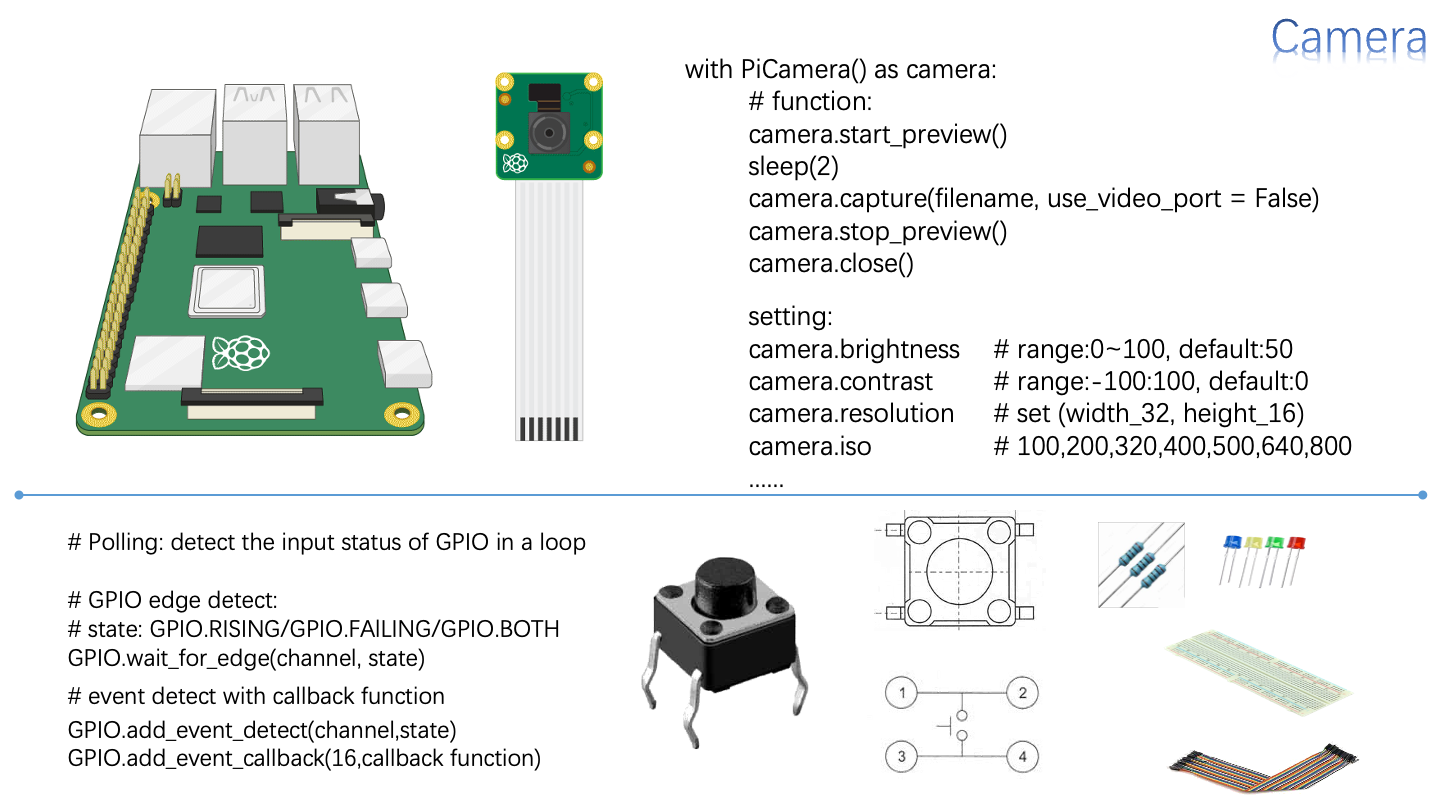 Camera
with PiCamera() as camera:
# function:
camera.start_preview()
sleep(2)
camera.capture(filename, use_video_port = False)
camera.stop_preview()
camera.close()
setting:
camera.brightness # range:0~100, default:50
camera.contrast # range:-100:100, default:0
camera.resolution # set (width_32, height_16)
camera.iso # 100,200,320,400,500,640,800
......
# Polling: detect the input status of GPIO in a loop
# GPIO edge detect:
# state: GPIO.RISING/GPIO.FAILING/GPIO.BOTH
GPIO.wait_for_edge(channel, state)
# event detect with callback function
GPIO.add_event_detect(channel,state)
GPIO.add_event_callback(16,callback function)
1 2
3 4